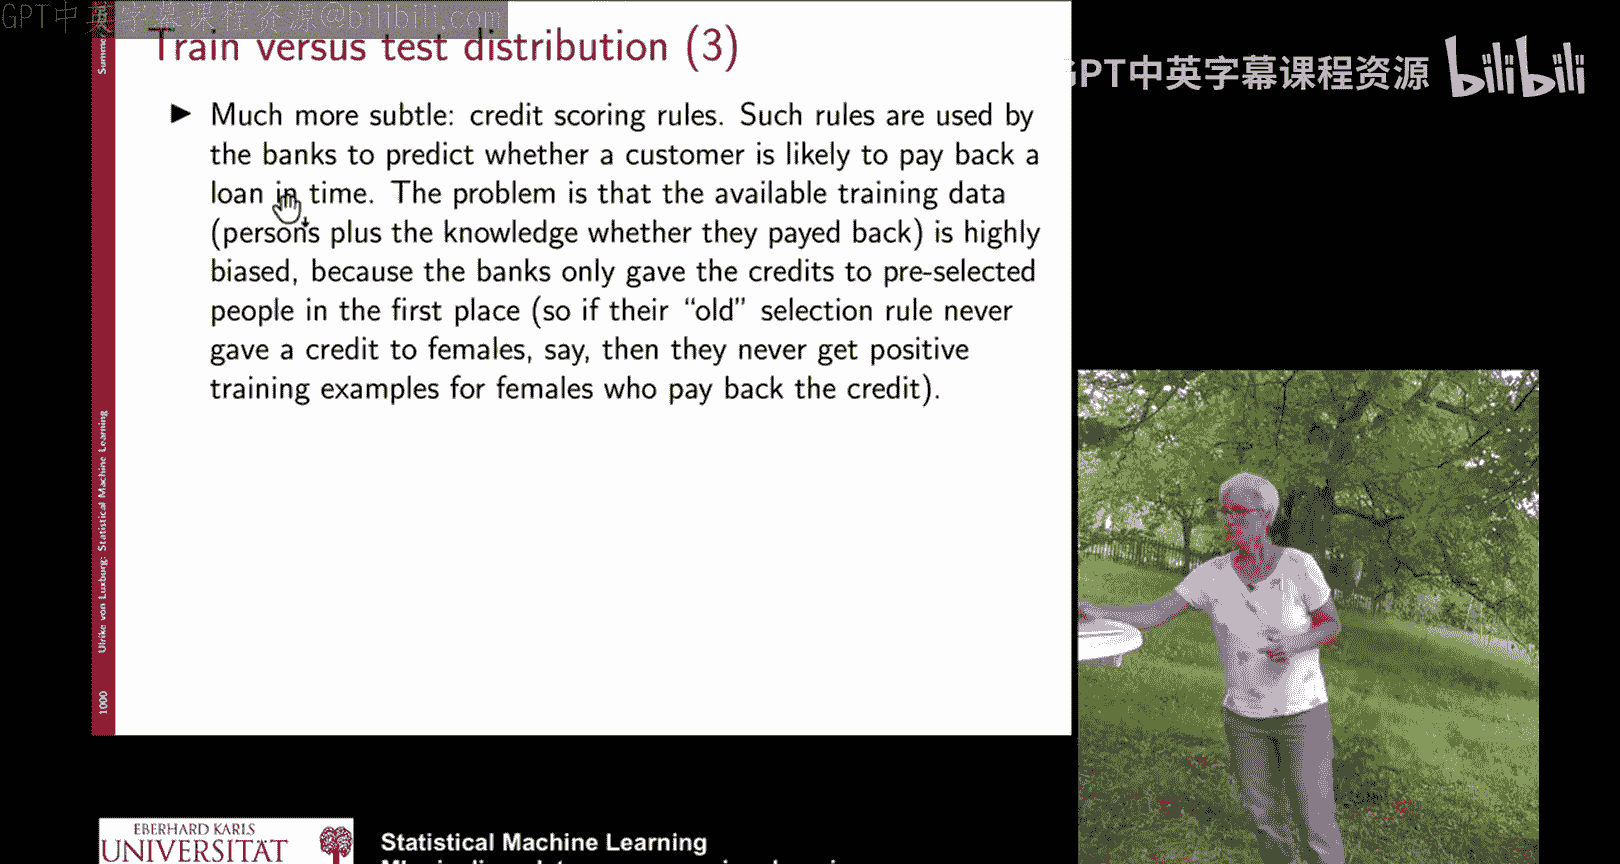 GPT中英字幕课程资源@bilibili.com
Train versus test distribution (3)
▶ Much more subtle: credit scoring rules. Such rules are used by
the banks to predict whether a customer is likely to pay back a
loan in time. The problem is that the available training data
(persons plus the knowledge whether they payed back) is highly
biased, because the banks only gave the credits to pre-selected
people in the first place (so if their “old” selection rule never
gave a credit to females, say, then they never get positive
training examples for females who pay back the credit).
Ulrike von Luxburg: Statistical Machine Learning
1000
GPT中英字幕课程资源 bilibili
EBERHARD KARLS
UNIVERSITÄT
Statistical Machine Learning